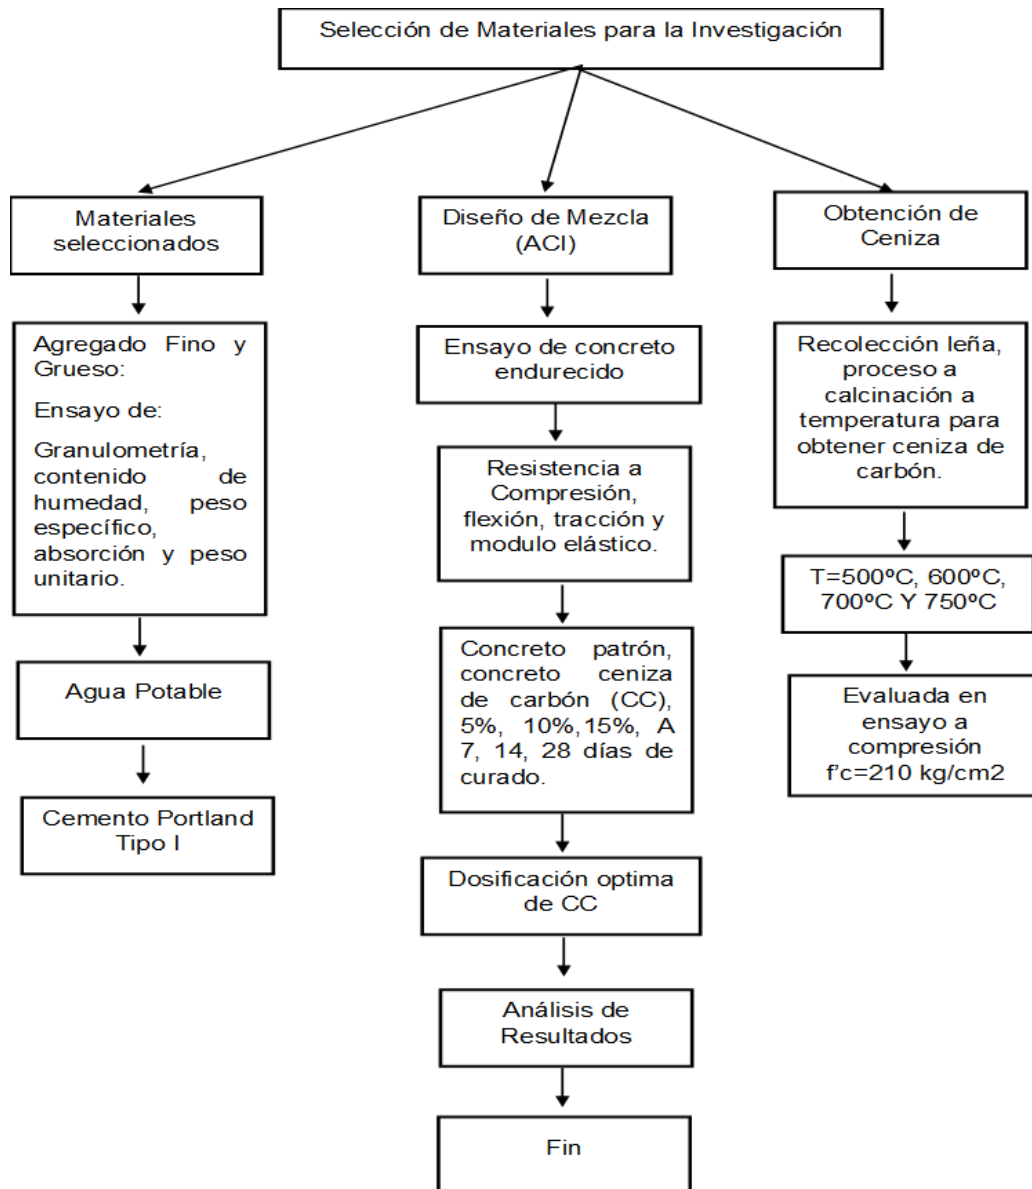 Selección de Materiales para la Investigación
Materiales
seleccionados
Agregado Fino y
Grueso:
Ensayo de:
Granulometría,
contenido de
humedad, peso
específico,
absorción y peso
unitario.
Agua Potable
Cemento Portland
Tipo I
Diseño de Mezcla
(ACI)
Ensayo de concreto
endurecido
Resistencia a
Compresión,
flexión, tracción y
modulo elástico.
Concreto patrón,
concreto ceniza
de carbón (CC),
5%, 10%,15%, A
7, 14, 28 días de
curado.
Dosificación optima
de CC
Análisis de
Resultados
Fin
Obtención de
Ceniza
Recolección leña,
proceso a
calcinación a
temperatura para
obtener ceniza de
carbón.
T=500ºC, 600ºC,
700ºC Y 750ºC
Evaluada en
ensayo a
compresión
f'c=210 kg/cm2